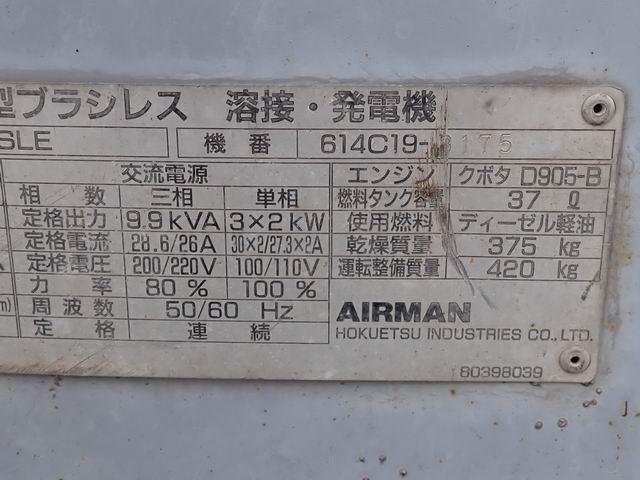 型ブラシレス 溶接・発電機
SLE 機番 614C19-3175
交流電源 エンジン クボタ D905-B
相数 三相 単相 燃料タンク容量 37 ℓ
定格出力 9.9kVA 3×2kW 使用燃料 ディーゼル軽油
定格電流 28.6/26A 30×2/27.3×2A 乾燥質量 375 kg
定格電圧 200/220V 100/110V 運転整備質量 420 kg
力率 80% 100%
周波数 50/60 Hz
定格 連続
AIRMAN
HOKUETSU INDUSTRIES CO., LTD.
80398039